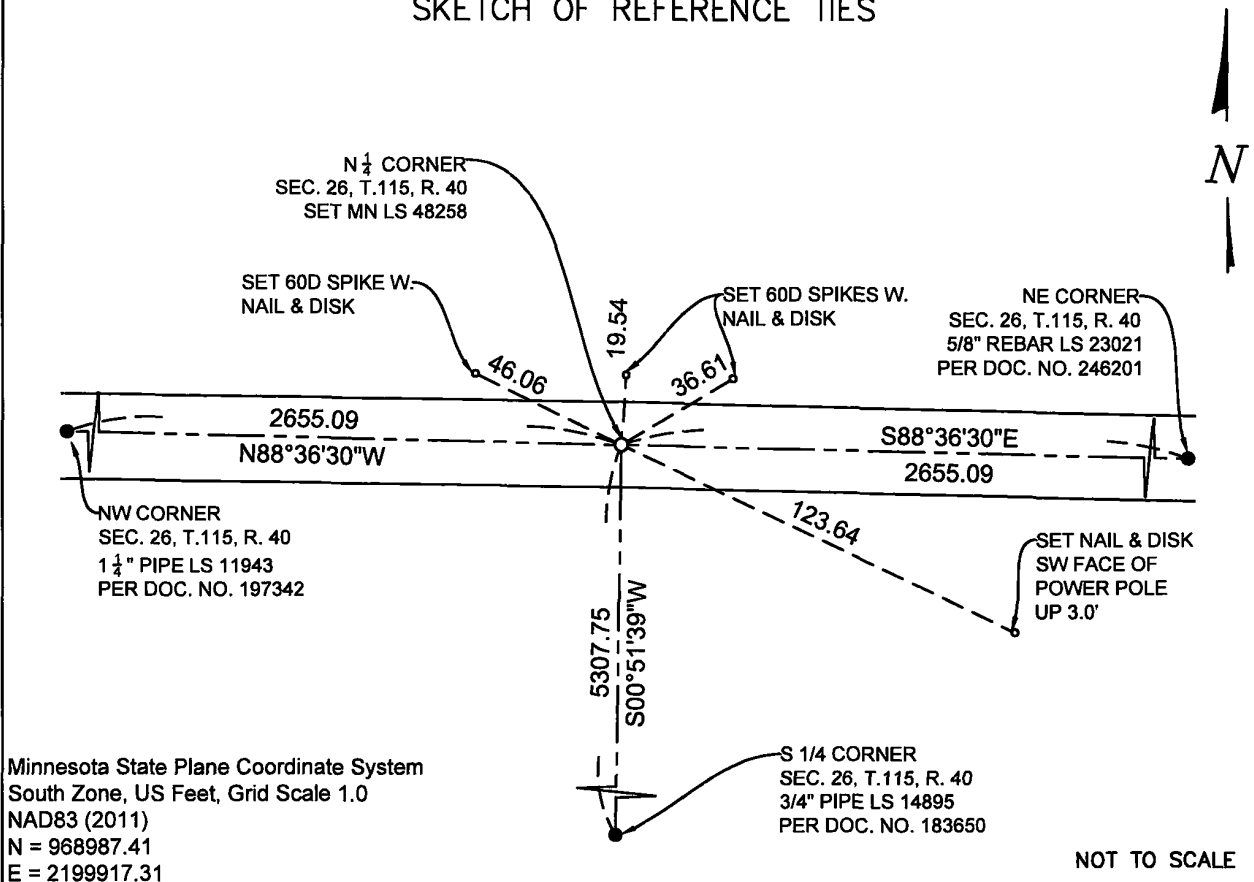 SKETCH OF REFERENCE TIES
N
N 1/4 CORNER
SEC. 26, T.115, R. 40
SET MN LS 48258
SET 60D SPIKE W.
NAIL & DISK
19.54
SET 60D SPIKES W.
NAIL & DISK
NE CORNER
SEC. 26, T.115, R. 40
5/8" REBAR LS 23021
PER DOC. NO. 246201
46.06
36.61
2655.09
N88°36'30"W
S88°36'30"E
2655.09
NW CORNER
SEC. 26, T.115, R. 40
1 1/4" PIPE LS 11943
PER DOC. NO. 197342
123.64
SET NAIL & DISK
SW FACE OF
POWER POLE
UP 3.0'
5307.75
S00°51'39"W
S 1/4 CORNER
SEC. 26, T.115, R. 40
3/4" PIPE LS 14895
PER DOC. NO. 183650
Minnesota State Plane Coordinate System
South Zone, US Feet, Grid Scale 1.0
NAD83 (2011)
N = 968987.41
E = 2199917.31
NOT TO SCALE